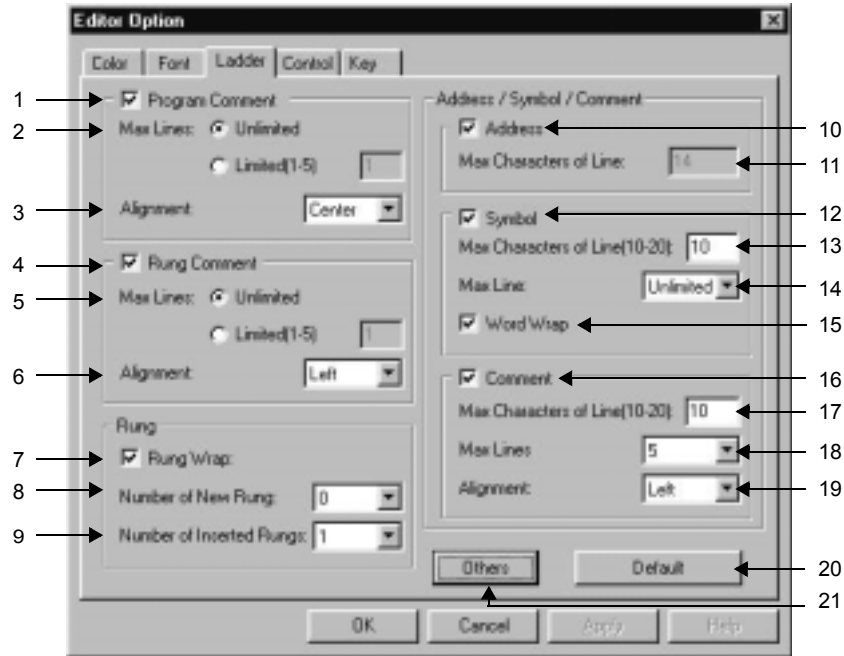 Editor Option
Color Font Ladder Control Key
1 Program Comment
2 Max Lines: Unlimited
Limited(1-5) 1
3 Alignment: Center
4 Rung Comment
5 Max Lines: Unlimited
Limited(1-5) 1
6 Alignment: Left
Rung
7 Rung Wrap:
8 Number of New Rung: 0
9 Number of Inserted Rungs: 1
Address / Symbol / Comment
Address 10
Max Characters of Line: 14 11
Symbol 12
Max Characters of Line(10-20): 10 13
Max Line: Unlimited 14
Word Wrap 15
Comment 16
Max Characters of Line(10-20): 10 17
Max Lines 5 18
Alignment: Left 19
Others Default 20
21
OK Cancel Apply Help